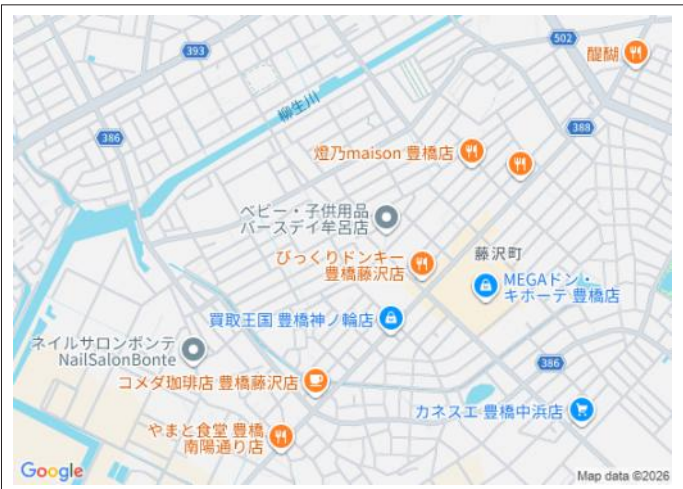 393
502
醍醐
柳生川
386
388
燈乃maison 豊橋店
ベビー・子供用品
バースデイ牟呂店
藤沢町
びっくりドンキー
豊橋藤沢店
MEGAドン・
キホーテ 豊橋店
買取王国 豊橋神ノ輪店
ネイルサロンボンテ
NailSalonBonte
386
コメダ珈琲店 豊橋藤沢店
カネスエ 豊橋中浜店
やまと食堂 豊橋
南陽通り店
Google
Map data ©2026